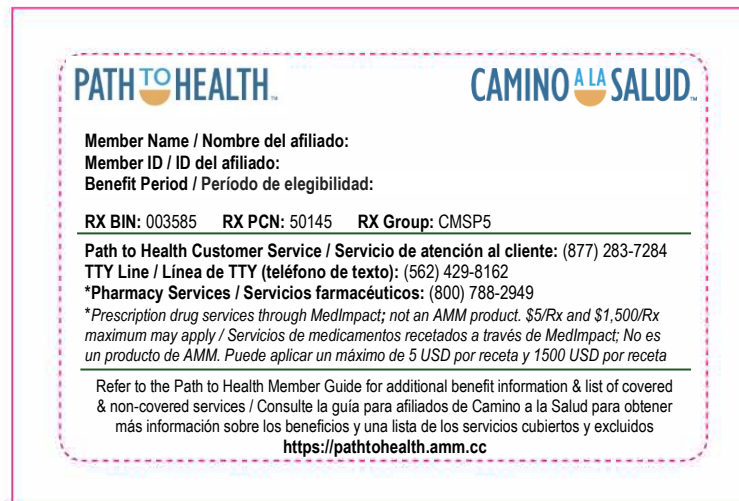 PATH TO HEALTH™ CAMINO A LA SALUD™
Member Name / Nombre del afiliado:
Member ID / ID del afiliado:
Benefit Period / Período de elegibilidad:
RX BIN: 003585 RX PCN: 50145 RX Group: CMSP5
Path to Health Customer Service / Servicio de atención al cliente: (877) 283-7284
TTY Line / Línea de TTY (teléfono de texto): (562) 429-8162
*Pharmacy Services / Servicios farmacéuticos: (800) 788-2949
*Prescription drug services through MedImpact; not an AMM product. $5/Rx and $1,500/Rx
maximum may apply / Servicios de medicamentos recetados a través de MedImpact; No es
un producto de AMM. Puede aplicar un máximo de 5 USD por receta y 1500 USD por receta
Refer to the Path to Health Member Guide for additional benefit information & list of covered
& non-covered services / Consulte la guía para afiliados de Camino a la Salud para obtener
más información sobre los beneficios y una lista de los servicios cubiertos y excluidos
https://pathtohealth.amm.cc